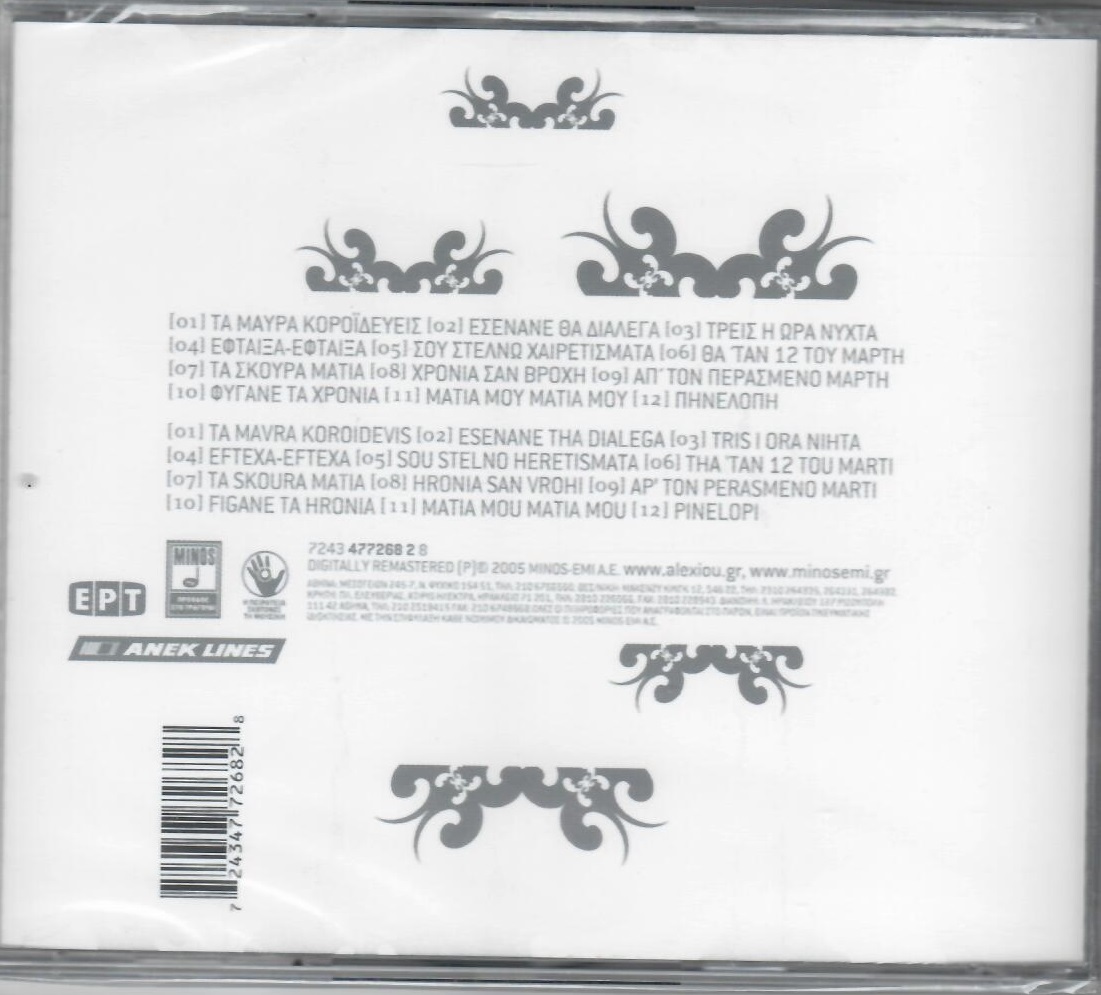 [01] ΤΑ ΜΑΥΡΑ ΚΟΡΟΪΔΕΥΕΙΣ [02] ΕΣΕΝΑΝΕ ΘΑ ΔΙΑΛΕΓΑ [03] ΤΡΕΙΣ Η ΩΡΑ ΝΥΧΤΑ
[04] ΕΦΤΑΙΞΑ-ΕΦΤΑΙΞΑ [05] ΣΟΥ ΣΤΕΛΝΩ ΧΑΙΡΕΤΙΣΜΑΤΑ [06] ΘΑ 'ΤΑΝ 12 ΤΟΥ ΜΑΡΤΗ
[07] ΤΑ ΣΚΟΥΡΑ ΜΑΤΙΑ [08] ΧΡΟΝΙΑ ΣΑΝ ΒΡΟΧΗ [09] ΑΠ' ΤΟΝ ΠΕΡΑΣΜΕΝΟ ΜΑΡΤΗ
[10] ΦΥΓΑΝΕ ΤΑ ΧΡΟΝΙΑ [11] ΜΑΤΙΑ ΜΟΥ ΜΑΤΙΑ ΜΟΥ [12] ΠΗΝΕΛΟΠΗ
[01] TA MAVRA KOROIDEVIS [02] ESENANE THA DIALEGA [03] TRIS I ORA NIHTA
[04] EFTEXA-EFTEXA [05] SOU STELNO HERETISMATA [06] THA 'TAN 12 TOU MARTI
[07] TA SKOURA MATIA [08] HRONIA SAN VROHI [09] AP' TON PERASMENO MARTI
[10] FIGANE TA HRONIA [11] MATIA MOU MATIA MOU [12] PINELOPI
7243 477268 2 8
DIGITALLY REMASTERED (P)© 2005 MINOS-EMI A.E. www.alexiou.gr, www.minosemi.gr
MINOS
Η ΠΕΙΡΑΤΕΙΑ
ΣΚΟΤΩΝΕΙ
ΤΗ ΜΟΥΣΙΚΗ
ΕΡΤ
ANEK LINES
7 24347 72682 8